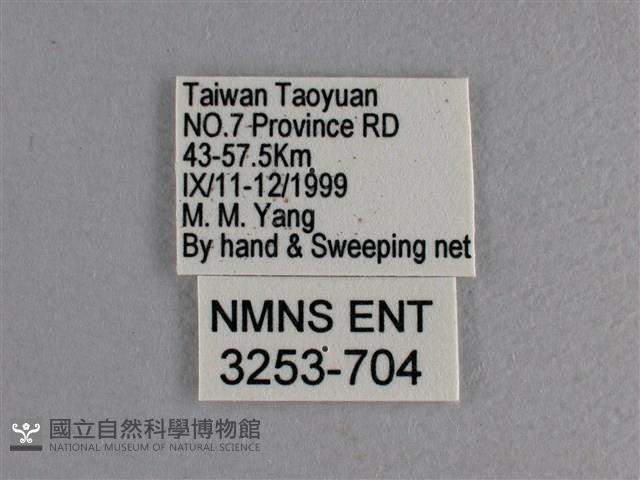 Taiwan Taoyuan
NO.7 Province RD
43-57.5Km,
IX/11-12/1999
M. M. Yang
By hand & Sweeping net
NMNS ENT
3253-704
國立自然科學博物館
NATIONAL MUSEUM OF NATURAL SCIENCE